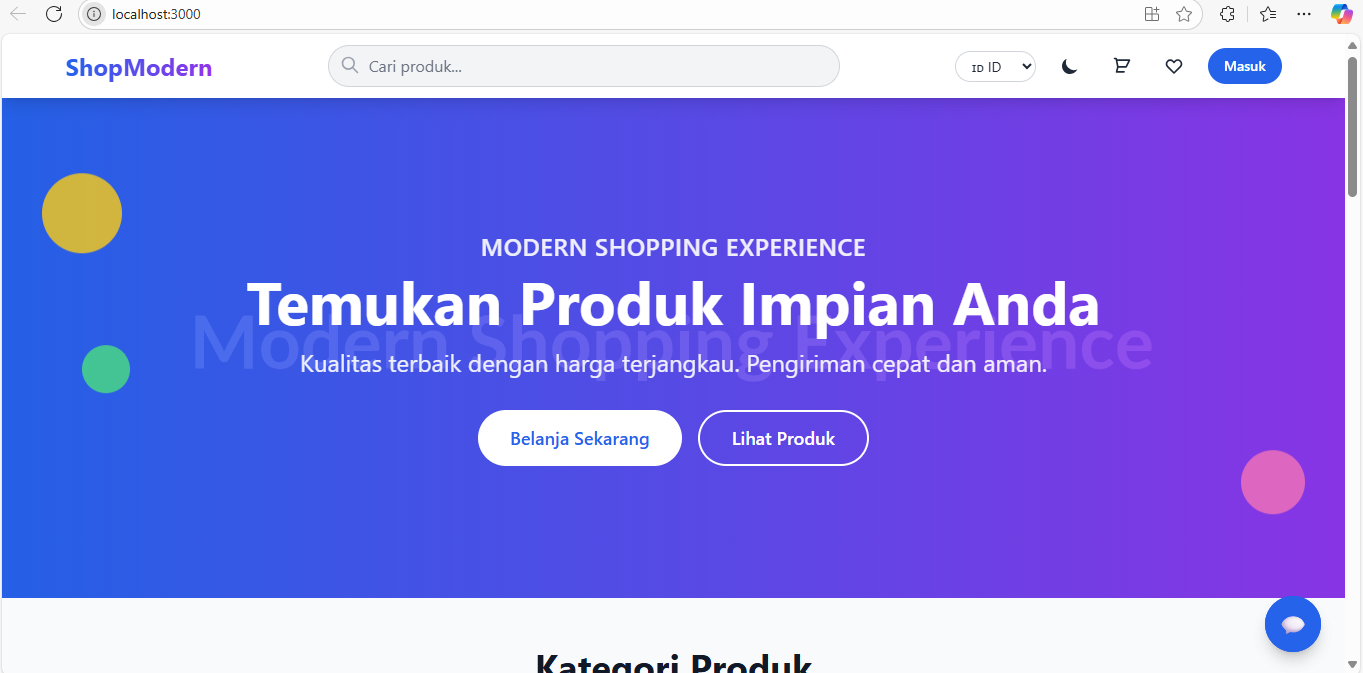 localhost:3000
ShopModern
Cari produk...
ID ID
Masuk
MODERN SHOPPING EXPERIENCE
Temukan Produk Impian Anda
Modern Shopping Experience
Kualitas terbaik dengan harga terjangkau. Pengiriman cepat dan aman.
Belanja Sekarang
Lihat Produk
Kategori Produk